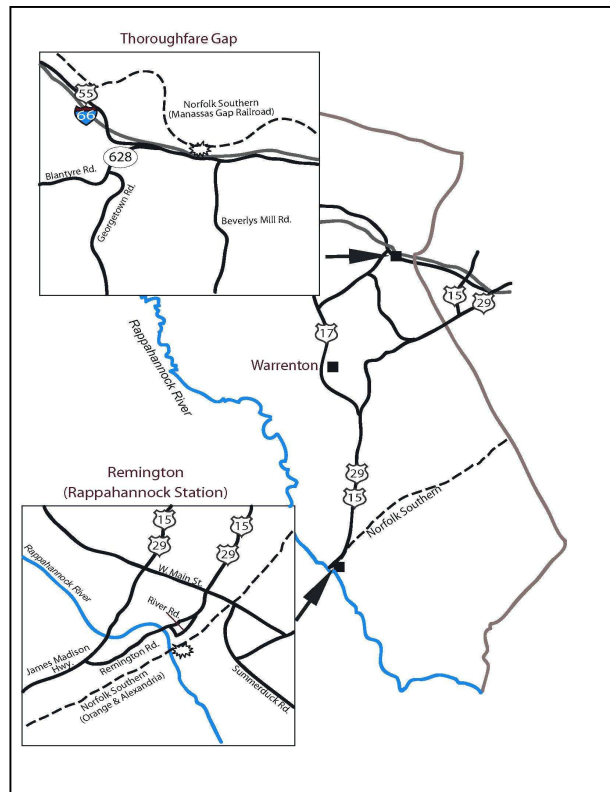 Thoroughfare Gap
55
66
Norfolk Southern
(Manassas Gap Railroad)
628
Blantyre Rd.
Georgetown Rd.
Beverlys Mill Rd.
15
29
17
Rappahannock River
Warrenton
29
15
Norfolk Southern
Remington
(Rappahannock Station)
15
29
15
29
Rappahannock River
W. Main St.
River Rd.
James Madison
Hwy.
Remington Rd.
Norfolk Southern
(Orange & Alexandria)
Summerduck Rd.